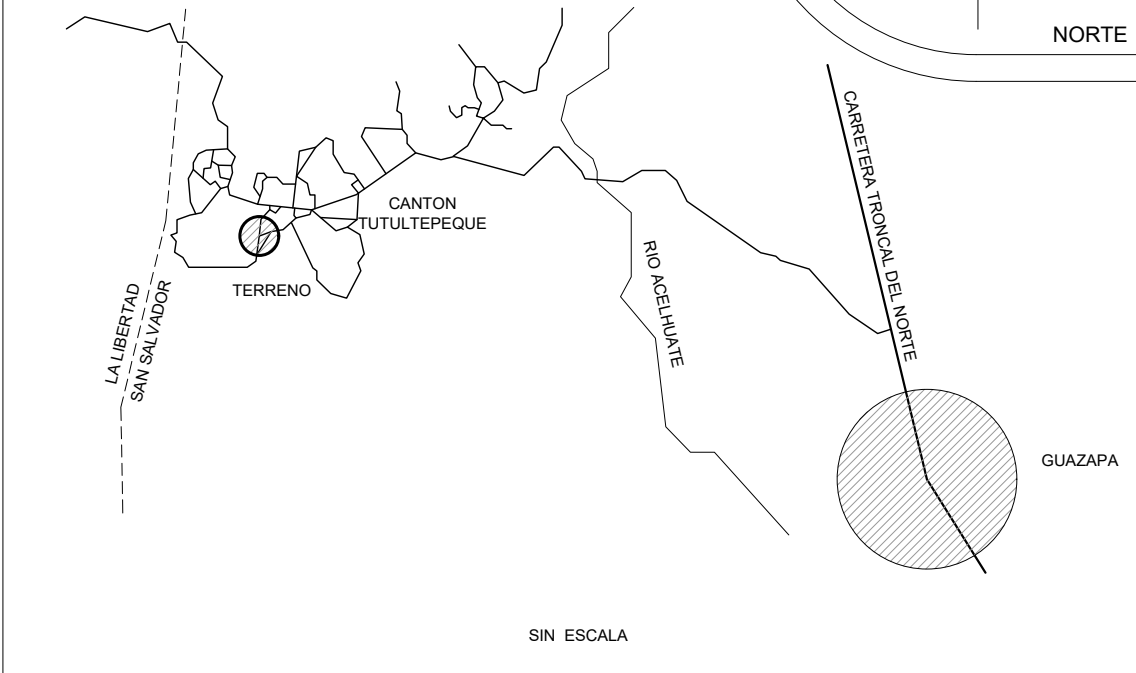 NORTE
CARRETERA TRONCAL DEL NORTE
CANTON
TUTULTEPEQUE
RIO ACELHUATE
TERRENO
LA LIBERTAD
SAN SALVADOR
GUAZAPA
SIN ESCALA